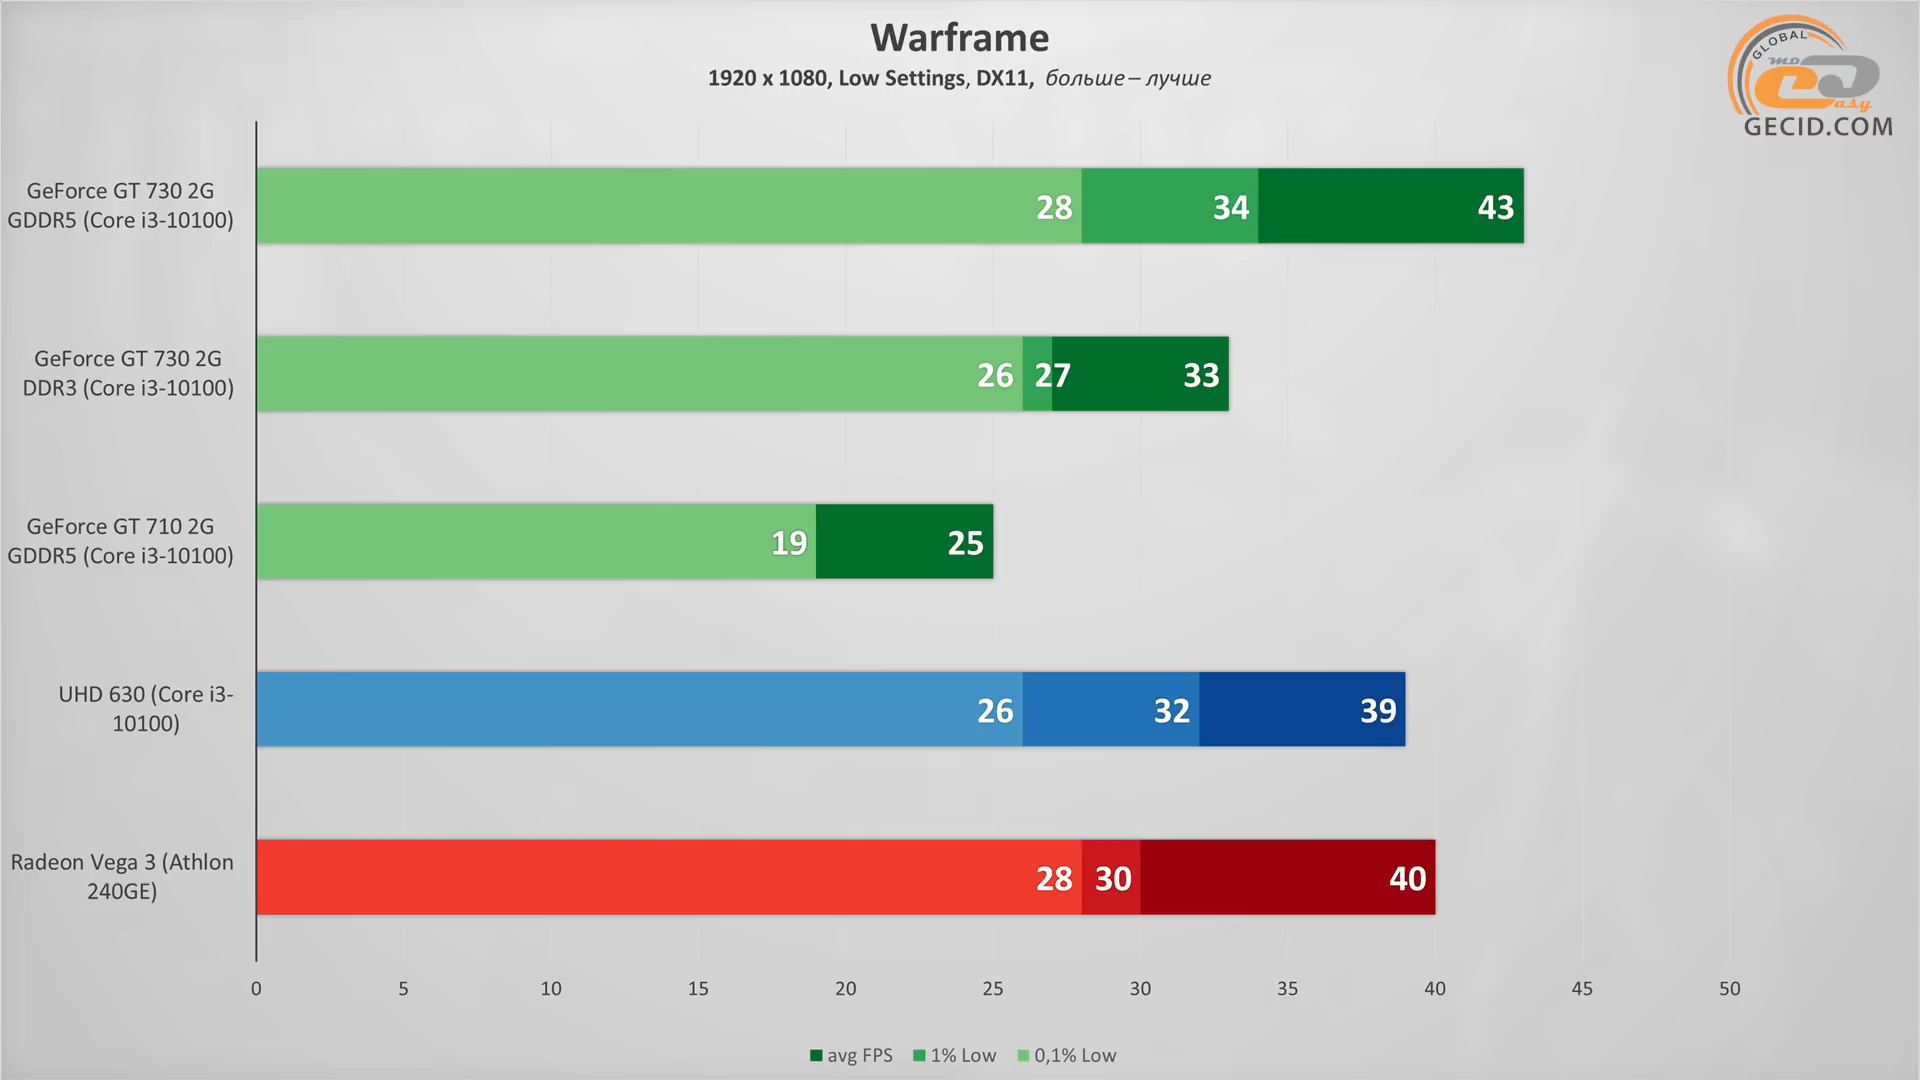 Warframe
1920 x 1080, Low Settings, DX11, больше – лучше
GLOBAL
MD
easy
GECID.COM
GeForce GT 730 2G
GDDR5 (Core i3-10100)
28 34 43
GeForce GT 730 2G
DDR3 (Core i3-10100)
26 27 33
GeForce GT 710 2G
GDDR5 (Core i3-10100)
19 25
UHD 630 (Core i3-
10100)
26 32 39
Radeon Vega 3 (Athlon
240GE)
28 30 40
0 5 10 15 20 25 30 35 40 45 50
avg FPS 1% Low 0,1% Low